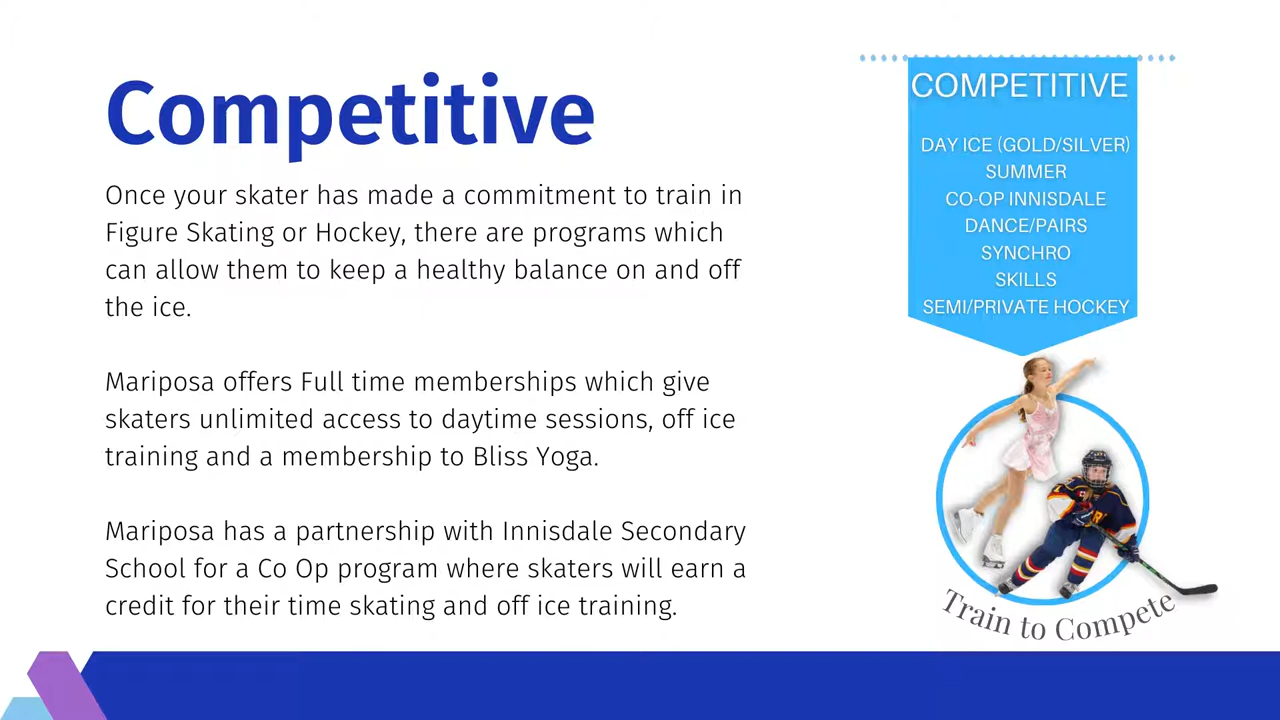 Competitive
Once your skater has made a commitment to train in
Figure Skating or Hockey, there are programs which
can allow them to keep a healthy balance on and off
the ice.
Mariposa offers Full time memberships which give
skaters unlimited access to daytime sessions, off ice
training and a membership to Bliss Yoga.
Mariposa has a partnership with Innisdale Secondary
School for a Co Op program where skaters will earn a
credit for their time skating and off ice training.
COMPETITIVE
DAY ICE (GOLD/SILVER)
SUMMER
CO-OP INNISDALE
DANCE/PAIRS
SYNCHRO
SKILLS
SEMI/PRIVATE HOCKEY
Train to Compete